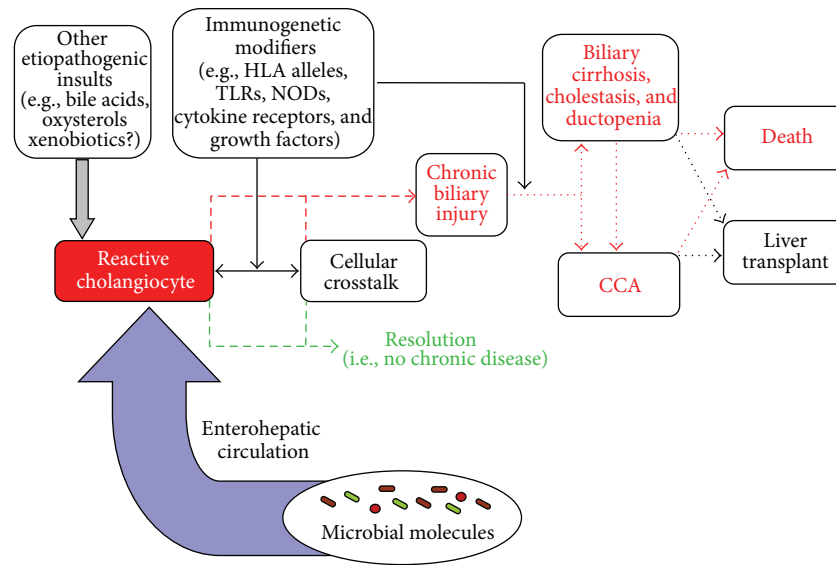 Other
etiopathogenic
insults
(e.g., bile acids,
oxysterols
xenobiotics?)
Immunogenetic
modifiers
(e.g., HLA alleles,
TLRs, NODs,
cytokine receptors, and
growth factors)
Biliary
cirrhosis,
cholestasis, and
ductopenia
Death
Chronic
biliary
injury
Reactive
cholangiocyte
Cellular
crosstalk
CCA
Liver
transplant
Resolution
(i.e., no chronic disease)
Enterohepatic
circulation
Microbial molecules